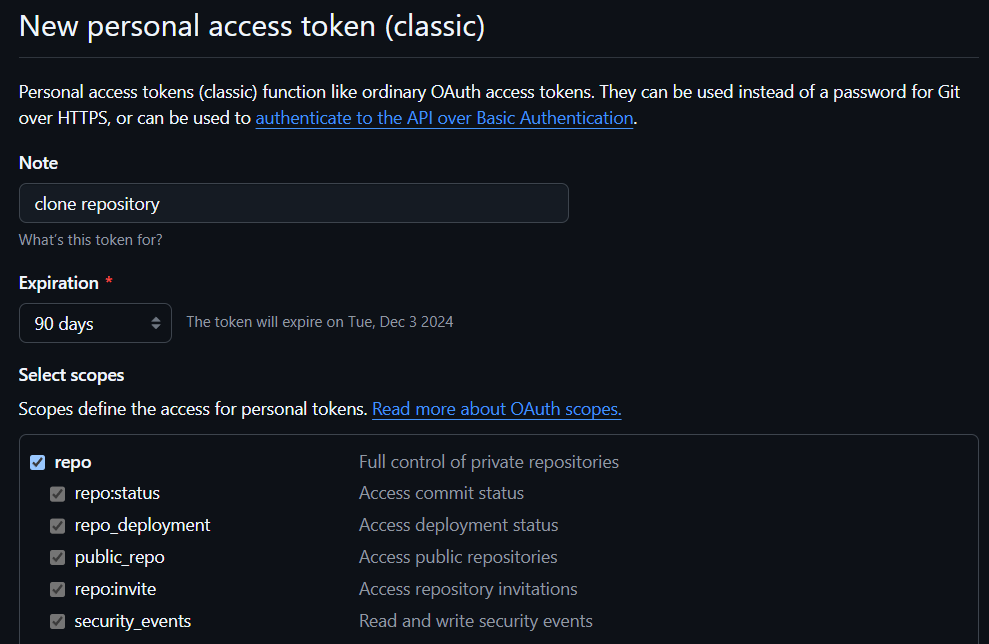 New personal access token (classic)
Personal access tokens (classic) function like ordinary OAuth access tokens. They can be used instead of a password for Git
over HTTPS, or can be used to authenticate to the API over Basic Authentication.
Note
clone repository
What's this token for?
Expiration *
90 days The token will expire on Tue, Dec 3 2024
Select scopes
Scopes define the access for personal tokens. Read more about OAuth scopes.
repo Full control of private repositories
repo:status Access commit status
repo_deployment Access deployment status
public_repo Access public repositories
repo:invite Access repository invitations
security_events Read and write security events